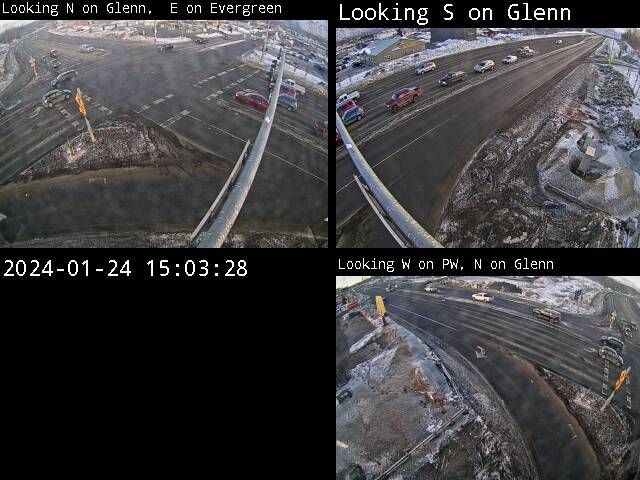 Looking N on Glenn, E on Evergreen
Looking S on Glenn
2024-01-24 15:03:28
Looking W on PW, N on Glenn